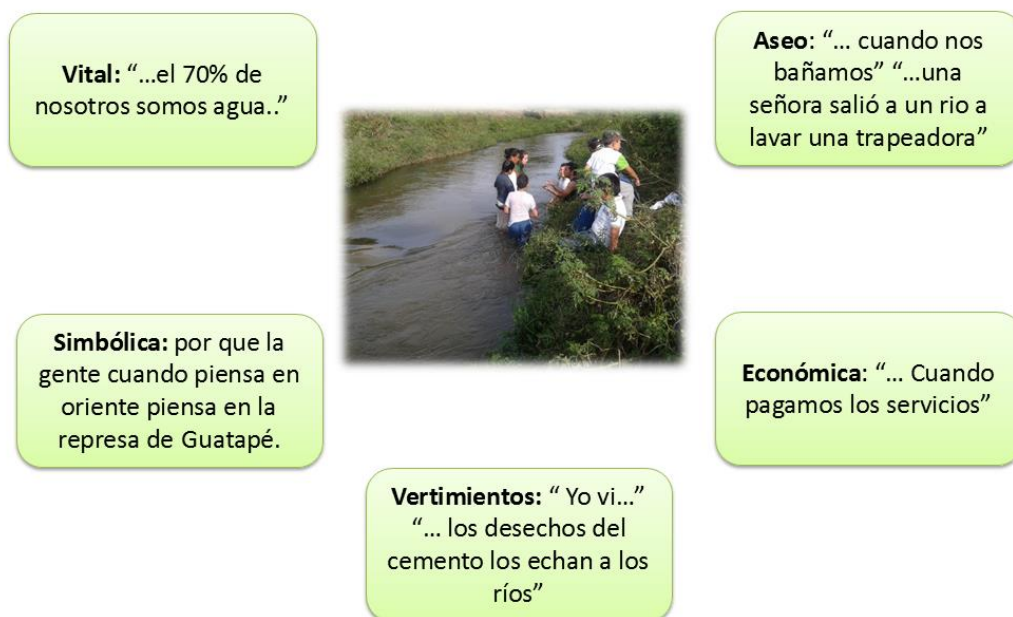 Vital: “...el 70% de
nosotros somos agua..”
Aseo: “... cuando nos
bañamos” “...una
señora salió a un rio a
lavar una trapeadora”
Simbólica: por que la
gente cuando piensa en
oriente piensa en la
represa de Guatapé.
Económica: “... Cuando
pagamos los servicios”
Vertimientos: “ Yo vi...”
“... los desechos del
cemento los echan a los
ríos”